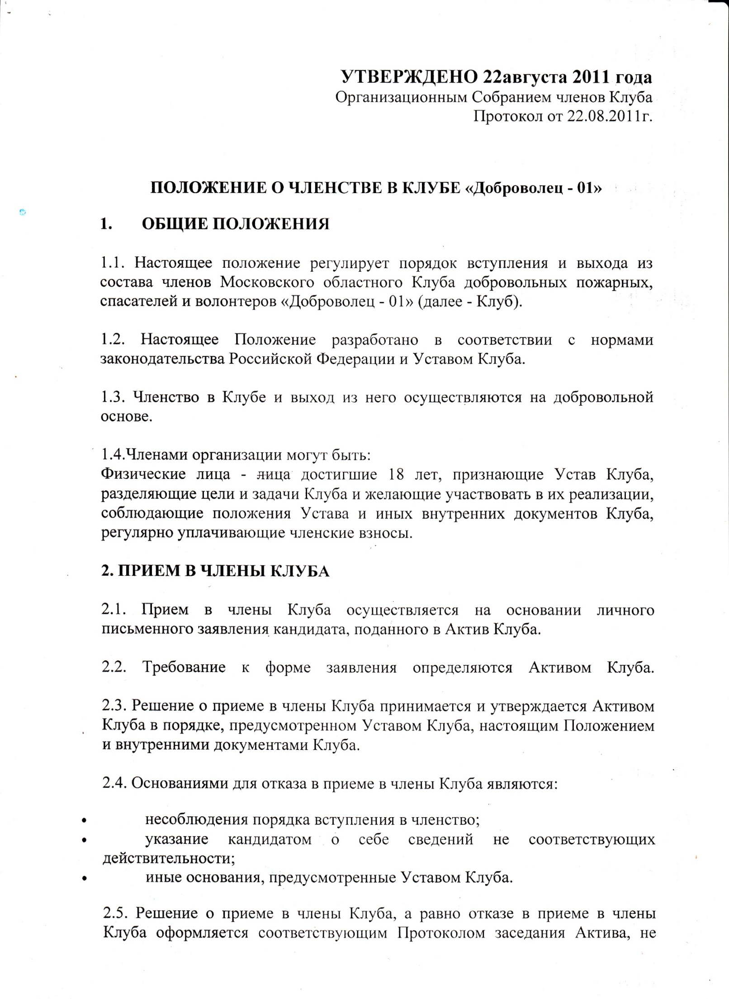 УТВЕРЖДЕНО 22августа 2011 года
Организационным Собранием членов Клуба
Протокол от 22.08.2011г.
ПОЛОЖЕНИЕ О ЧЛЕНСТВЕ В КЛУБЕ «Доброволец - 01»
1. ОБЩИЕ ПОЛОЖЕНИЯ
1.1. Настоящее положение регулирует порядок вступления и выхода из
состава членов Московского областного Клуба добровольных пожарных,
спасателей и волонтеров «Доброволец - 01» (далее - Клуб).
1.2. Настоящее Положение разработано в соответствии с нормами
законодательства Российской Федерации и Уставом Клуба.
1.3. Членство в Клубе и выход из него осуществляются на добровольной
основе.
1.4.Членами организации могут быть:
Физические лица - лица достигшие 18 лет, признающие Устав Клуба,
разделяющие цели и задачи Клуба и желающие участвовать в их реализации,
соблюдающие положения Устава и иных внутренних документов Клуба,
регулярно уплачивающие членские взносы.
2. ПРИЕМ В ЧЛЕНЫ КЛУБА
2.1. Прием в члены Клуба осуществляется на основании личного
письменного заявления кандидата, поданного в Актив Клуба.
2.2. Требование к форме заявления определяются Активом Клуба.
2.3. Решение о приеме в члены Клуба принимается и утверждается Активом
Клуба в порядке, предусмотренном Уставом Клуба, настоящим Положением
и внутренними документами Клуба.
2.4. Основаниями для отказа в приеме в члены Клуба являются:
• несоблюдения порядка вступления в членство;
• указание кандидатом о себе сведений не соответствующих
действительности;
• иные основания, предусмотренные Уставом Клуба.
2.5. Решение о приеме в члены Клуба, а равно отказе в приеме в члены
Клуба оформляется соответствующим Протоколом заседания Актива, не